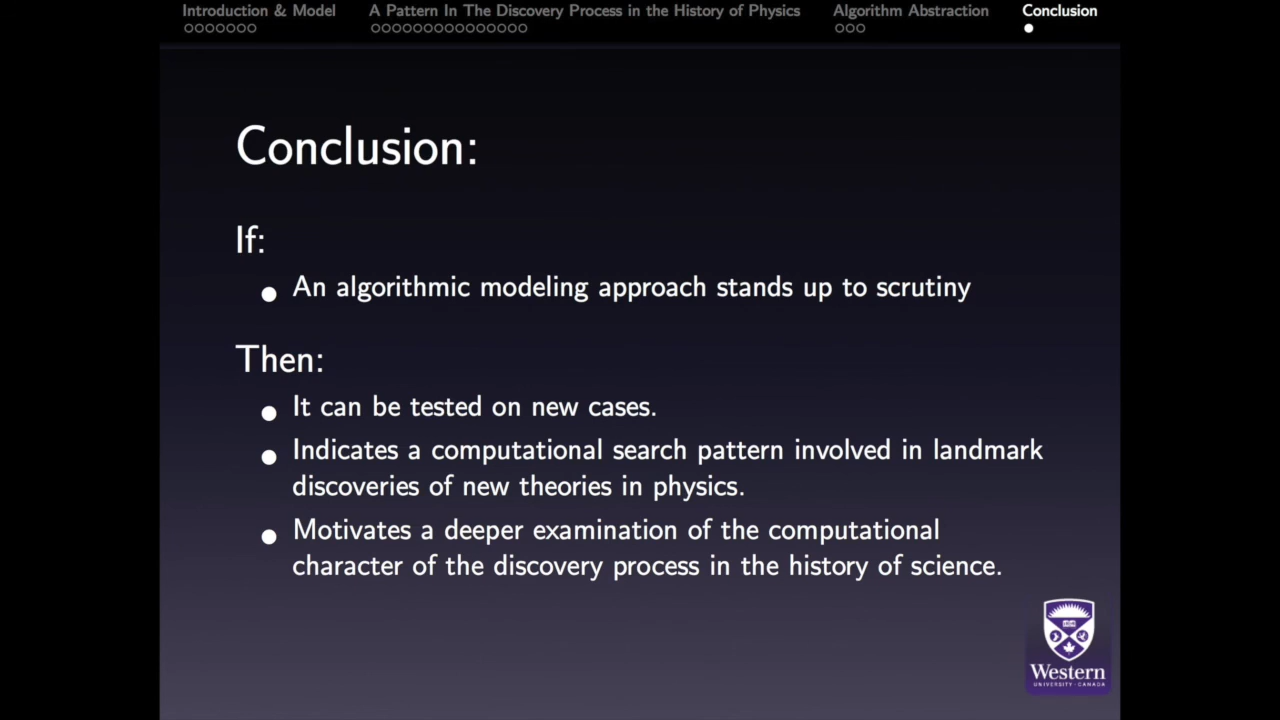 Introduction & Model A Pattern In The Discovery Process in the History of Physics Algorithm Abstraction Conclusion
Conclusion:
If:
An algorithmic modeling approach stands up to scrutiny
Then:
It can be tested on new cases.
Indicates a computational search pattern involved in landmark
discoveries of new theories in physics.
Motivates a deeper examination of the computational
character of the discovery process in the history of science.
Western
UNIVERSITY · CANADA